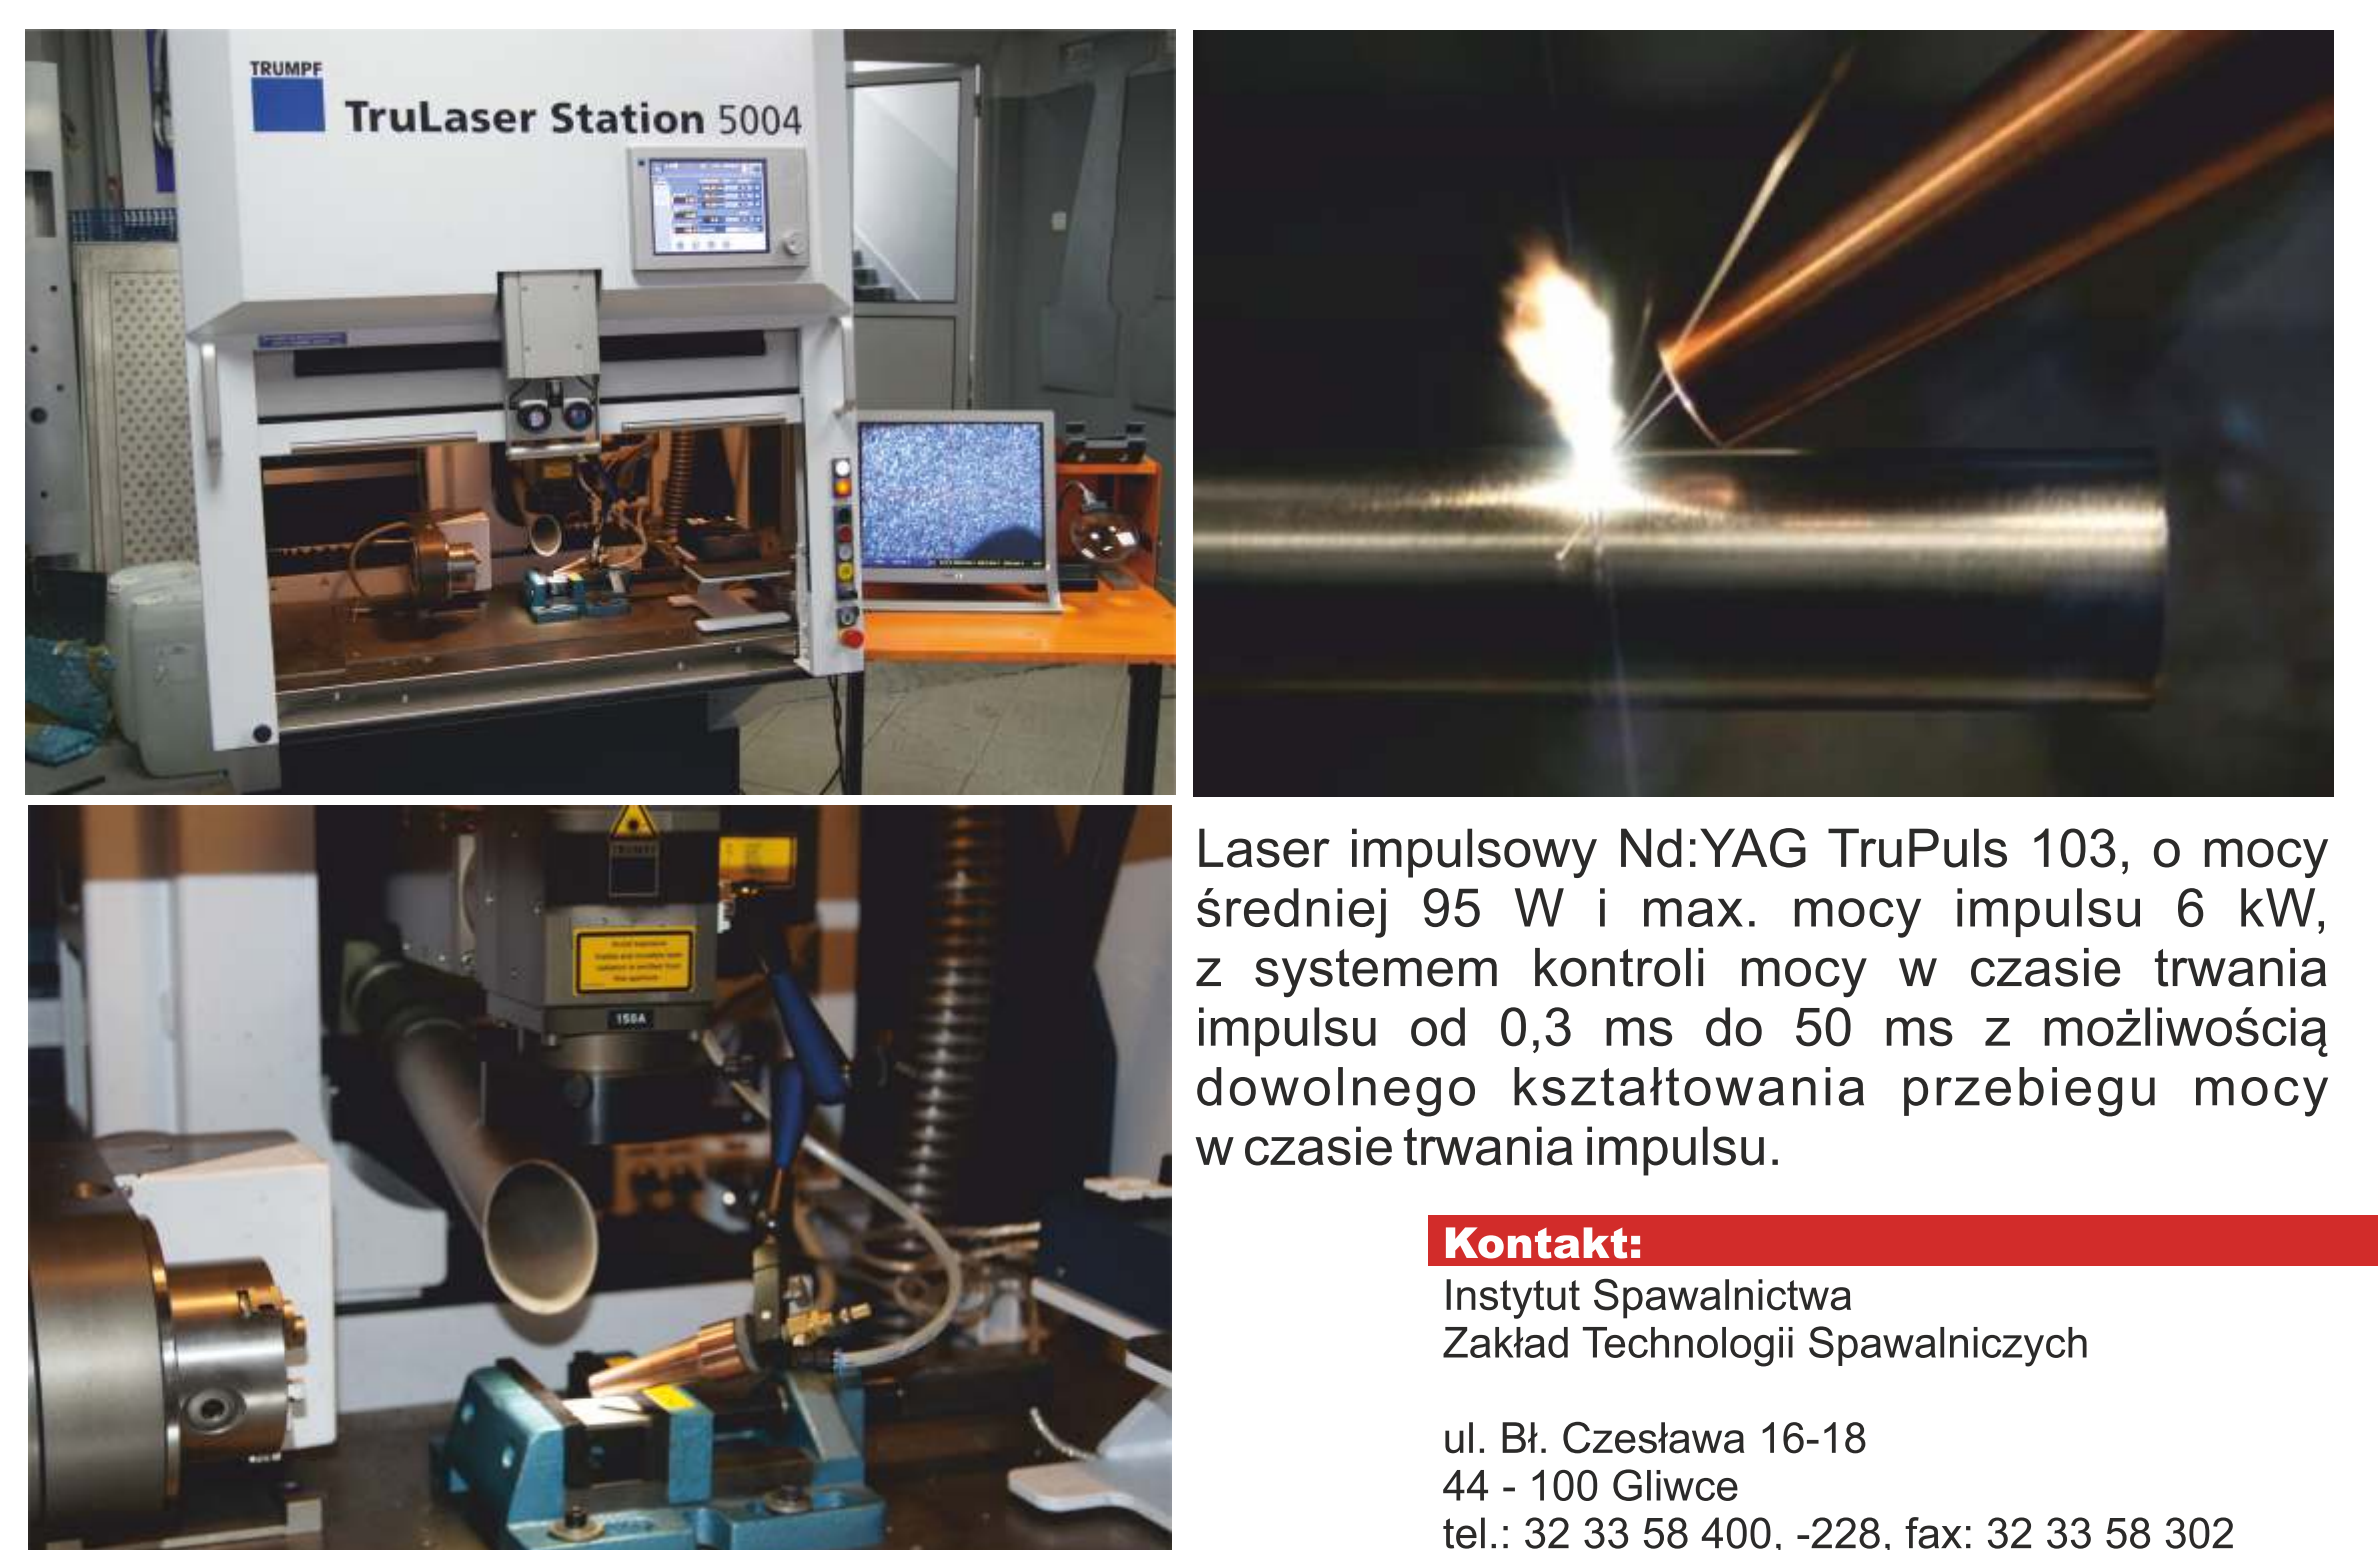 TRUMPF
TruLaser Station 5004
TRUMPF
150A
Laser impulsowy Nd:YAG TruPuls 103, o mocy
średniej 95 W i max. mocy impulsu 6 kW,
z systemem kontroli mocy w czasie trwania
impulsu od 0,3 ms do 50 ms z możliwością
dowolnego kształtowania przebiegu mocy
w czasie trwania impulsu.
Kontakt:
Instytut Spawalnictwa
Zakład Technologii Spawalniczych
ul. Bł. Czesława 16-18
44 - 100 Gliwce
tel.: 32 33 58 400, -228, fax: 32 33 58 302